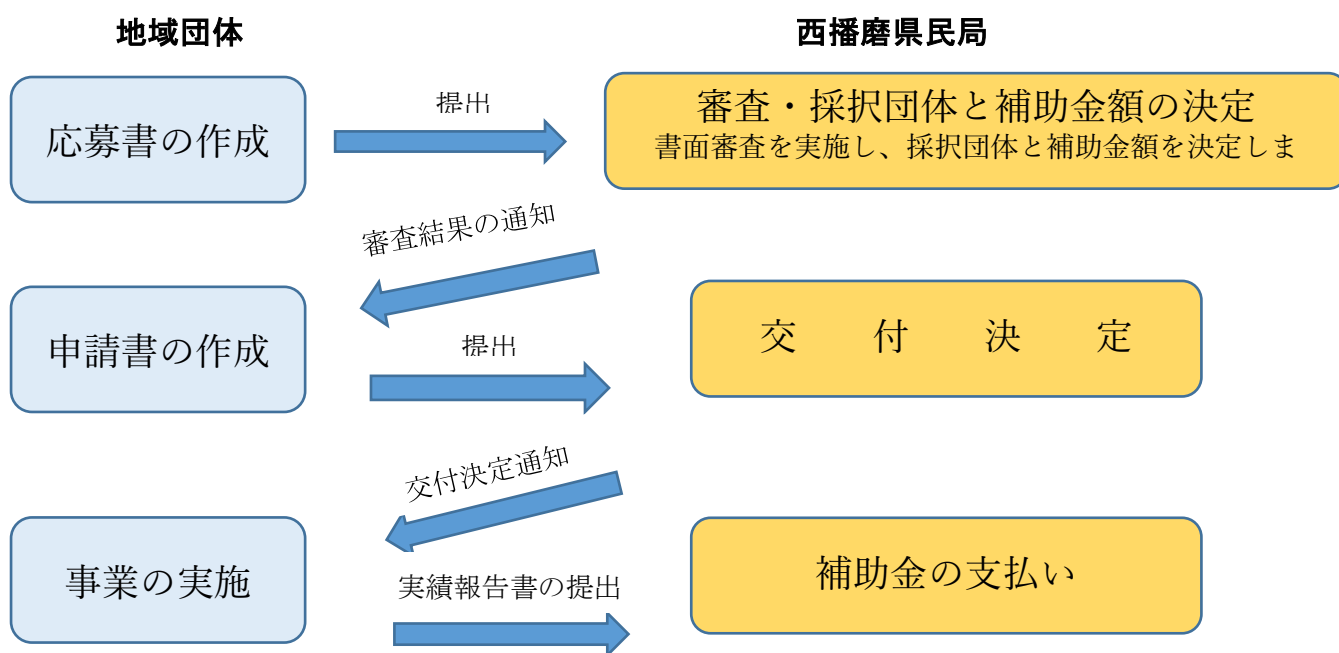 地域団体
西播磨県民局
応募書の作成
提出
審査・採択団体と補助金額の決定
書面審査を実施し、採択団体と補助金額を決定しま
審査結果の通知
申請書の作成
提出
交　付　決　定
交付決定通知
事業の実施
実績報告書の提出
補助金の支払い